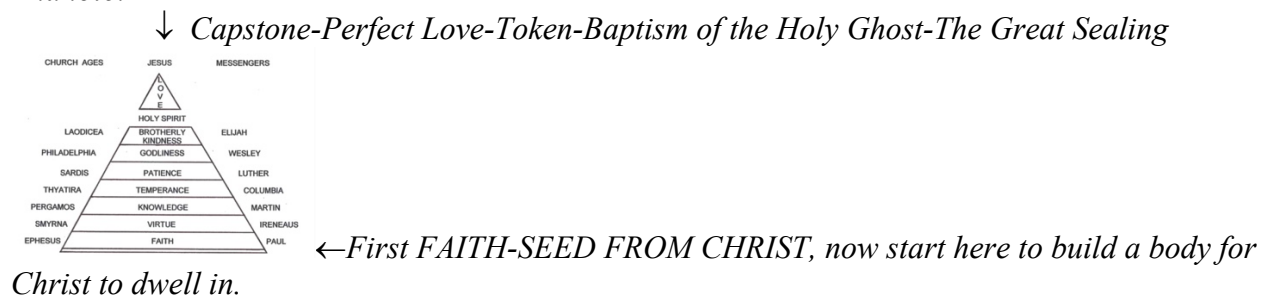 ↓ Capstone-Perfect Love-Token-Baptism of the Holy Ghost-The Great Sealing
CHURCH AGES JESUS MESSENGERS
L
O
V
E
HOLY SPIRIT
LAODICEA BROTHERLY KINDNESS ELIJAH
PHILADELPHIA GODLINESS WESLEY
SARDIS PATIENCE LUTHER
THYATIRA TEMPERANCE COLUMBIA
PERGAMOS KNOWLEDGE MARTIN
SMYRNA VIRTUE IRENEAUS
EPHESUS FAITH PAUL
←First FAITH-SEED FROM CHRIST, now start here to build a body for
Christ to dwell in.